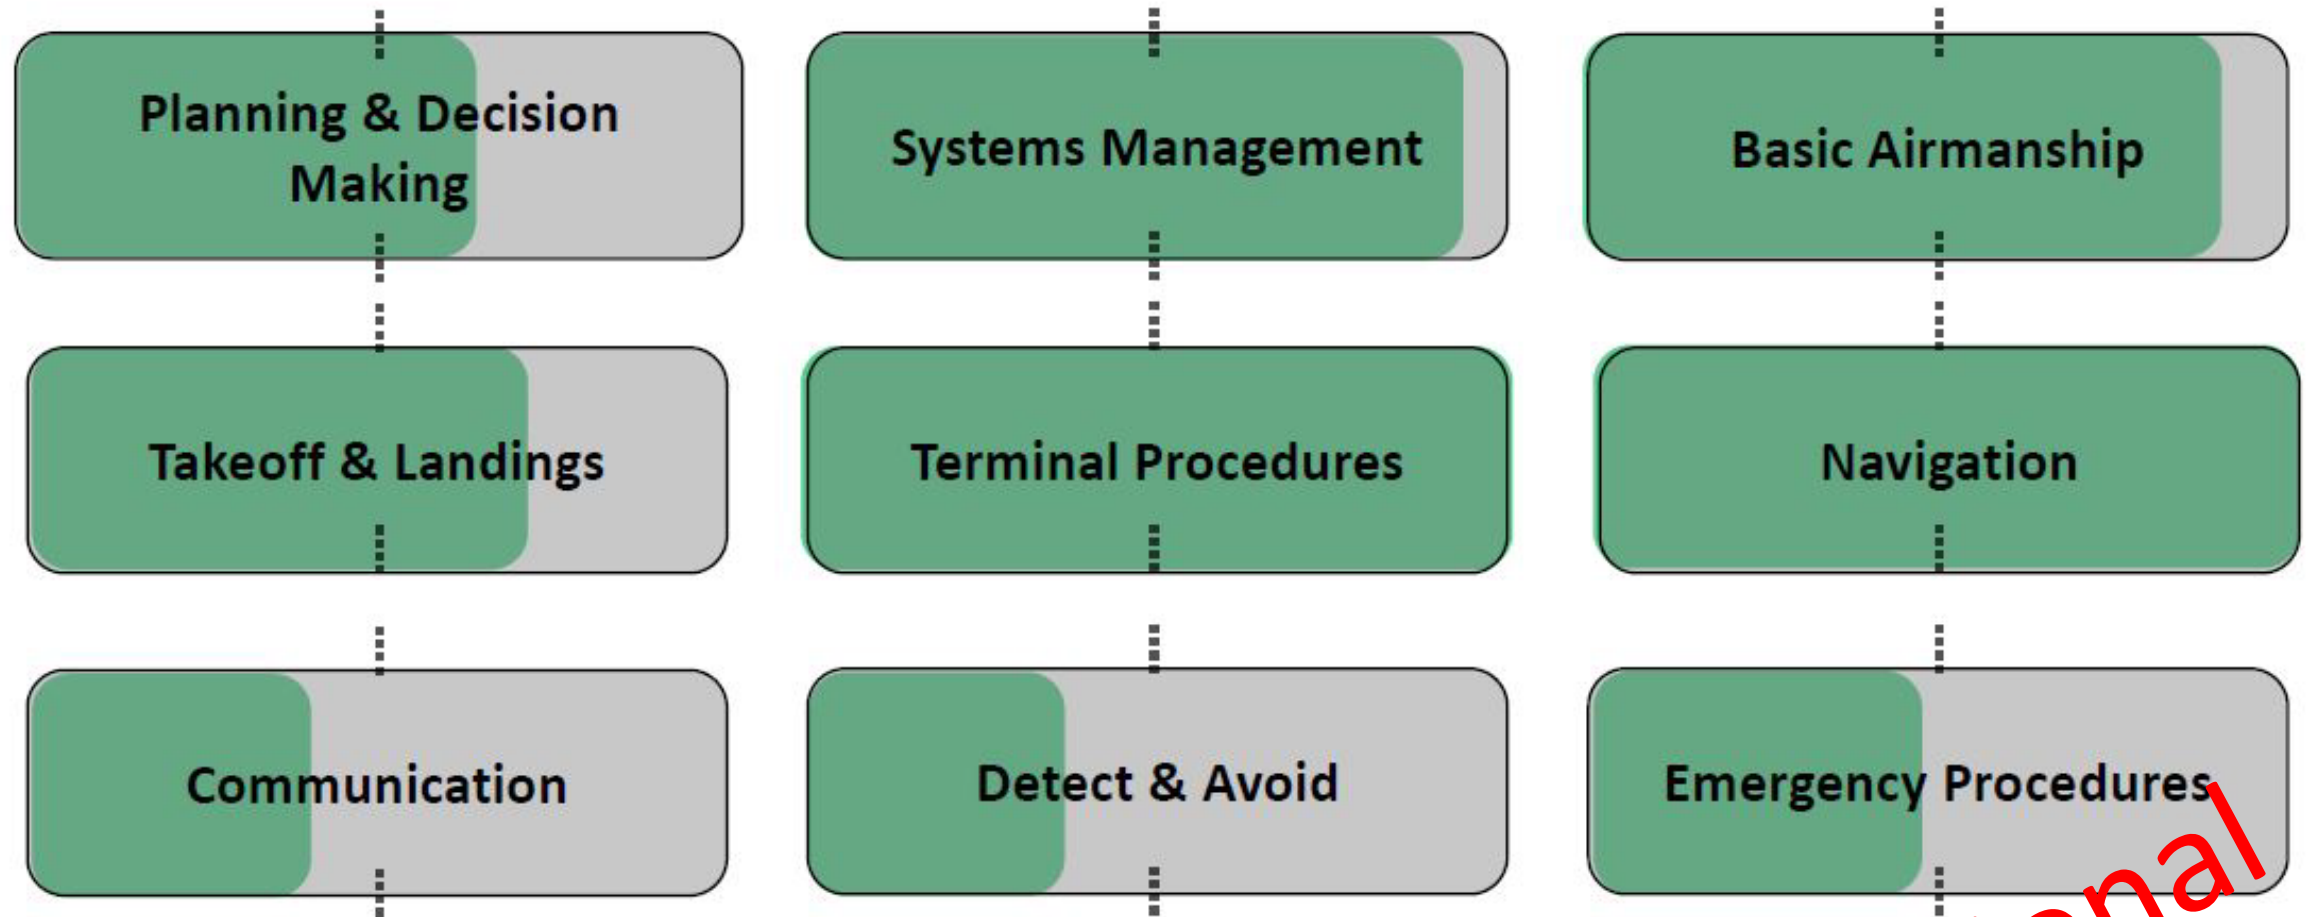 Planning & Decision
Making
Systems Management
Basic Airmanship
Takeoff & Landings
Terminal Procedures
Navigation
Communication
Detect & Avoid
Emergency Procedures